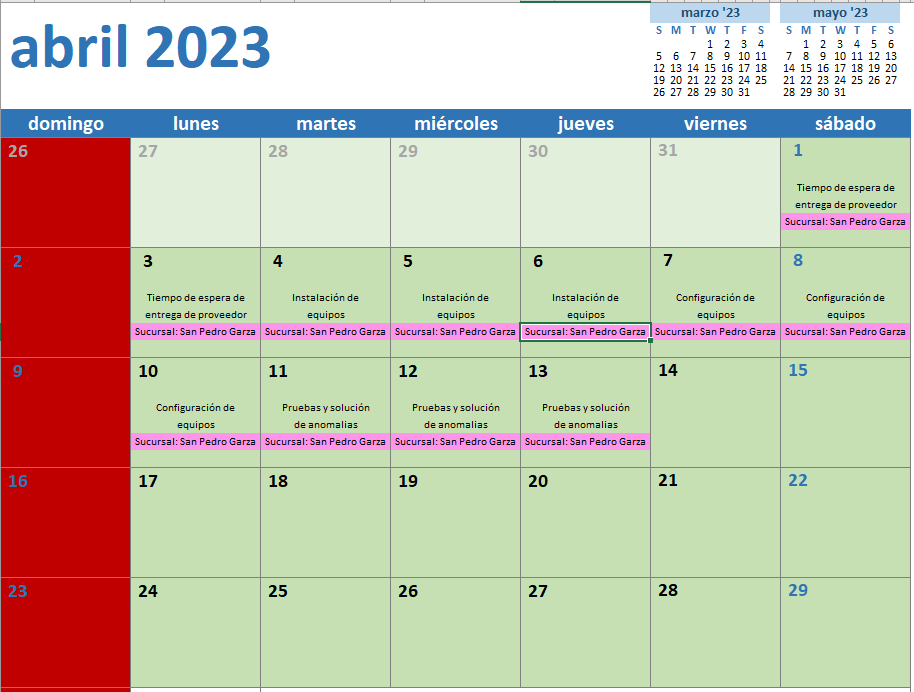 abril 2023
marzo '23
S M T W T F S
1 2 3 4
5 6 7 8 9 10 11
12 13 14 15 16 17 18
19 20 21 22 23 24 25
26 27 28 29 30 31
mayo '23
S M T W T F S
1 2 3 4 5 6
7 8 9 10 11 12 13
14 15 16 17 18 19 20
21 22 23 24 25 26 27
28 29 30 31
domingo lunes martes miércoles jueves viernes sábado
26 27 28 29 30 31 1
Tiempo de espera de
entrega de proveedor
Sucursal: San Pedro Garza
2
3
Tiempo de espera de
entrega de proveedor
Sucursal: San Pedro Garza
4
Instalación de
equipos
Sucursal: San Pedro Garza
5
Instalación de
equipos
Sucursal: San Pedro Garza
6
Instalación de
equipos
Sucursal: San Pedro Garza
7
Configuración de
equipos
Sucursal: San Pedro Garza
8
Configuración de
equipos
Sucursal: San Pedro Garza
9
10
Configuración de
equipos
Sucursal: San Pedro Garza
11
Pruebas y solución
de anomalias
Sucursal: San Pedro Garza
12
Pruebas y solución
de anomalias
Sucursal: San Pedro Garza
13
Pruebas y solución
de anomalias
Sucursal: San Pedro Garza
14
15
16 17 18 19 20 21 22
23 24 25 26 27 28 29